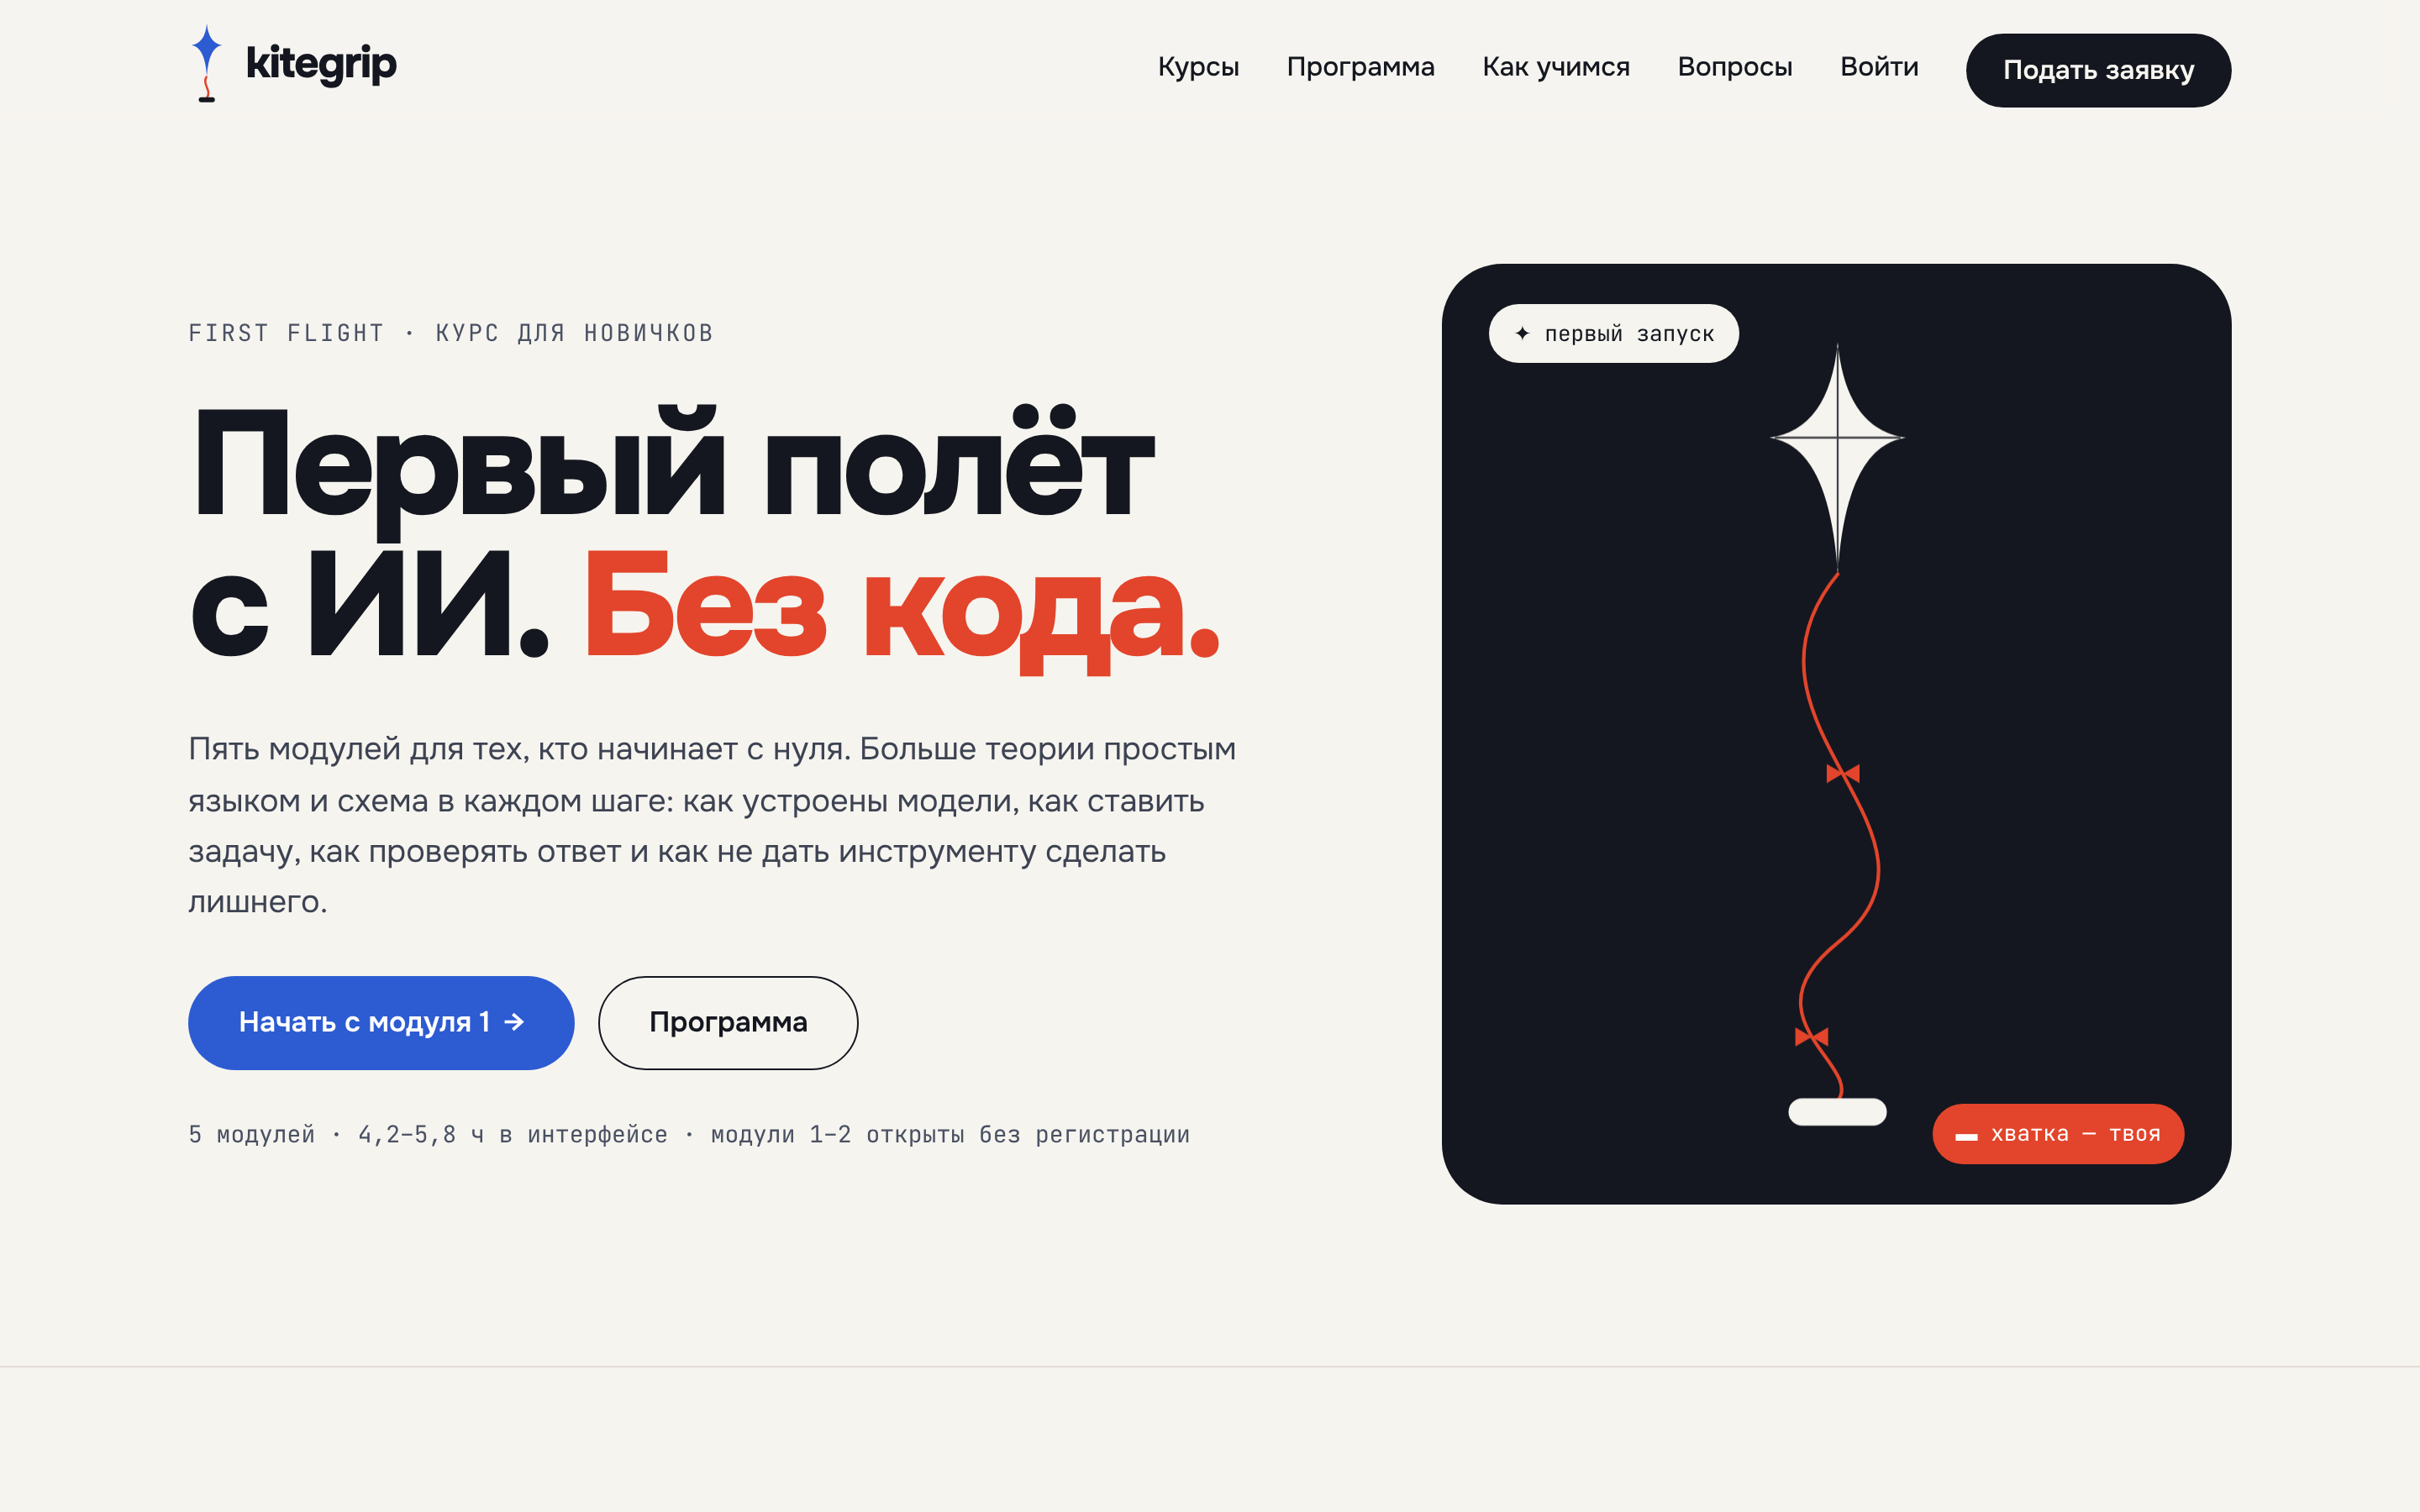 kitegrip
Курсы Программа Как учимся Вопросы Войти Подать заявку
FIRST FLIGHT · КУРС ДЛЯ НОВИЧКОВ
Первый полёт
с ИИ. Без кода.
Пять модулей для тех, кто начинает с нуля. Больше теории простым
языком и схема в каждом шаге: как устроены модели, как ставить
задачу, как проверять ответ и как не дать инструменту сделать
лишнего.
Начать с модуля 1 →
Программа
5 модулей · 4,2–5,8 ч в интерфейсе · модули 1–2 открыты без регистрации
✦ первый запуск
▬ хватка — твоя